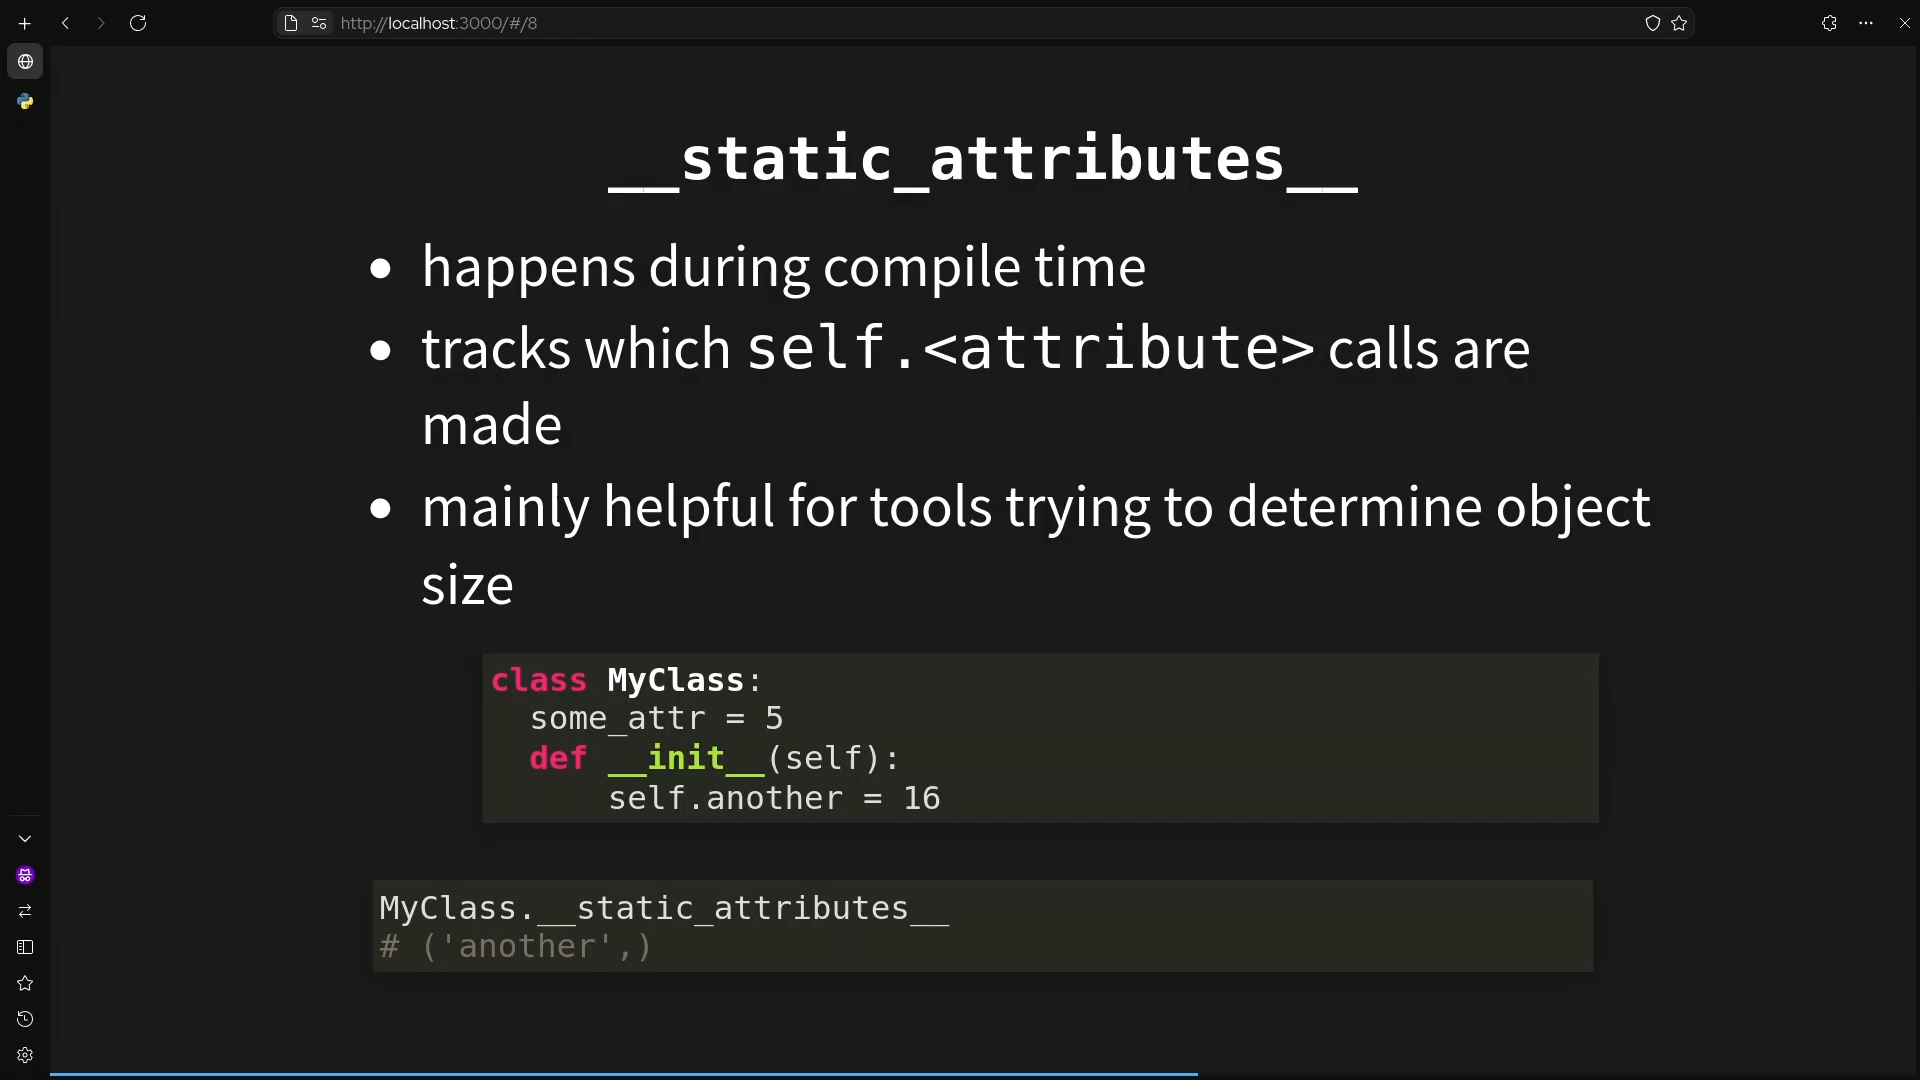 http://localhost:3000/#/8
__static_attributes__
• happens during compile time
• tracks which self.<attribute> calls are
made
• mainly helpful for tools trying to determine object
size
class MyClass:
  some_attr = 5
  def __init__(self):
      self.another = 16
MyClass.__static_attributes__
# ('another',)